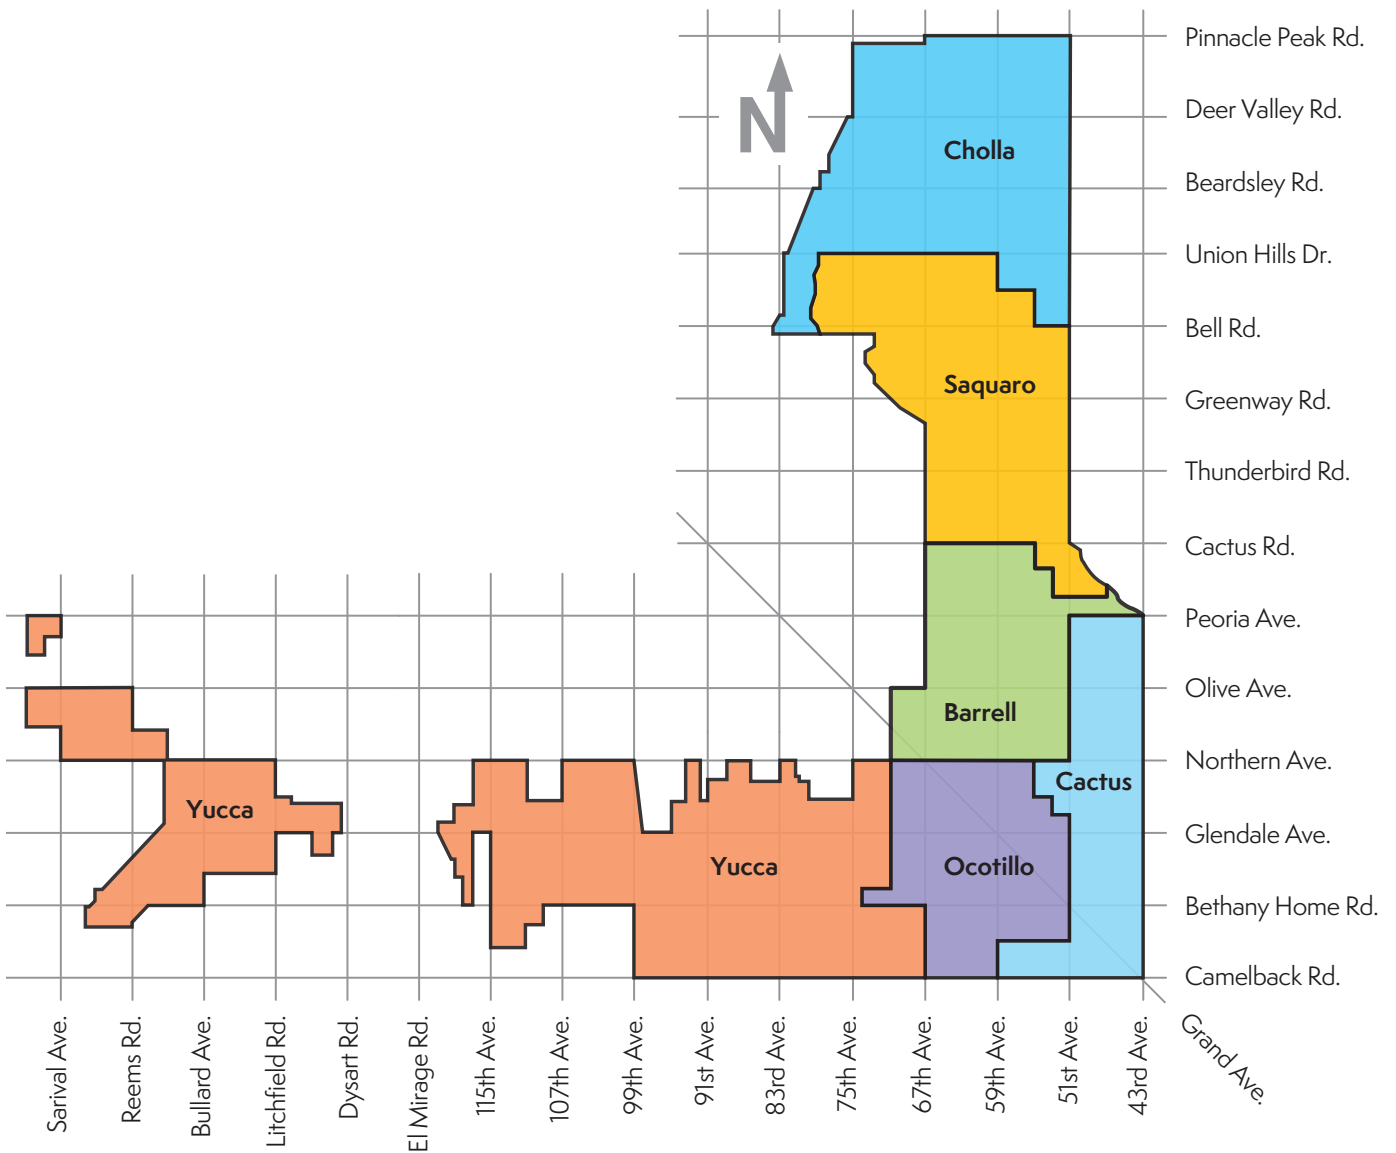 Pinnacle Peak Rd.
N
Deer Valley Rd.
Cholla
Beardsley Rd.
Union Hills Dr.
Bell Rd.
Saquaro
Greenway Rd.
Thunderbird Rd.
Cactus Rd.
Peoria Ave.
Olive Ave.
Barrell
Northern Ave.
Cactus
Yucca
Glendale Ave.
Yucca
Ocotillo
Bethany Home Rd.
Camelback Rd.
Sarival Ave.
Reems Rd.
Bullard Ave.
Litchfield Rd.
Dysart Rd.
El Mirage Rd.
115th Ave.
107th Ave.
99th Ave.
91st Ave.
83rd Ave.
75th Ave.
67th Ave.
59th Ave.
51st Ave.
43rd Ave.
Grand Ave.